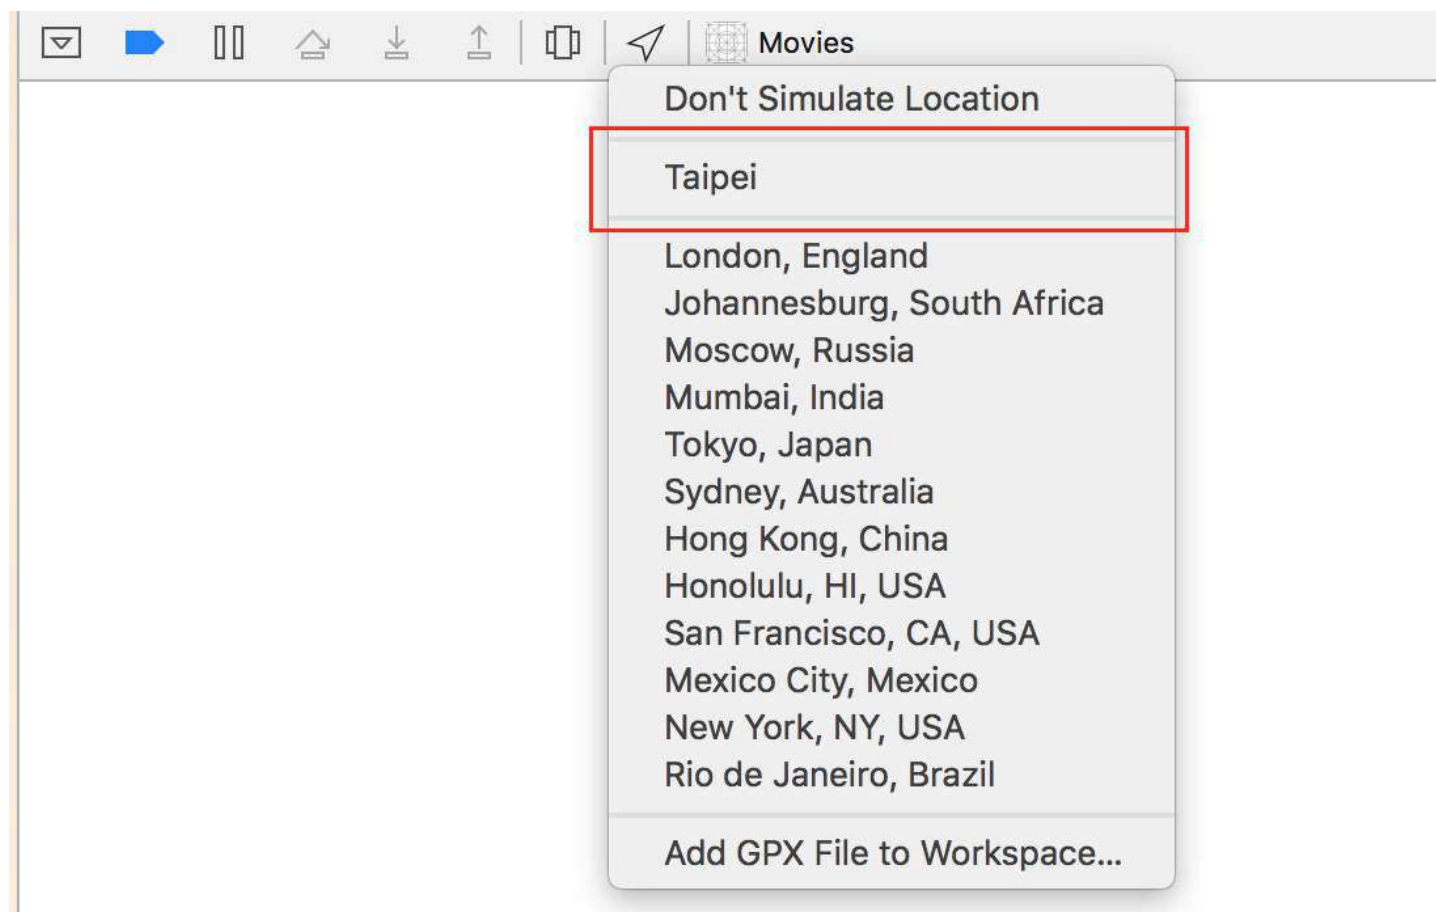 Movies
Don't Simulate Location
Taipei
London, England
Johannesburg, South Africa
Moscow, Russia
Mumbai, India
Tokyo, Japan
Sydney, Australia
Hong Kong, China
Honolulu, HI, USA
San Francisco, CA, USA
Mexico City, Mexico
New York, NY, USA
Rio de Janeiro, Brazil
Add GPX File to Workspace...